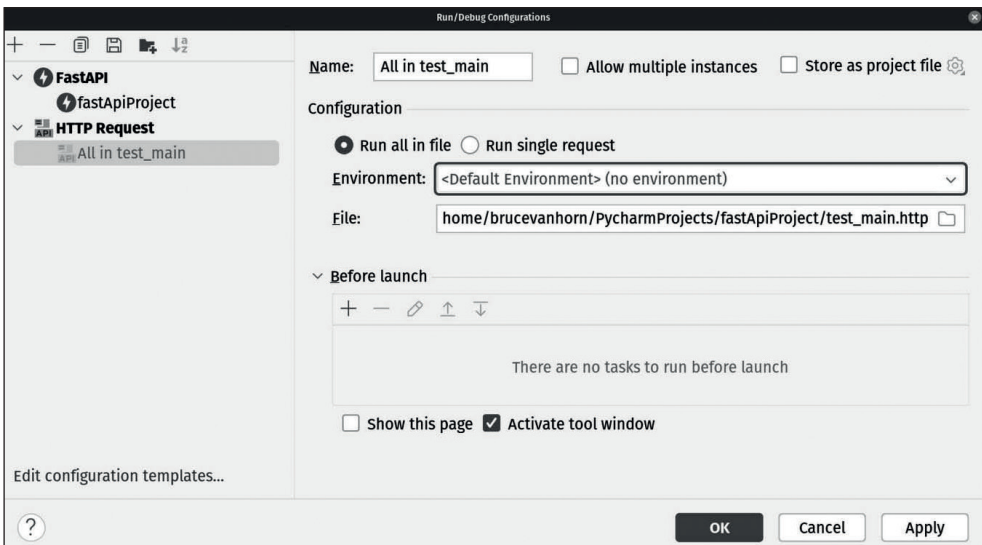 Run/Debug Configurations
FastAPI
fastApiProject
API HTTP Request
API All in test_main
Edit configuration templates...
?
Name: All in test_main Allow multiple instances Store as project file
Configuration
Run all in file Run single request
Environment: <Default Environment> (no environment)
File: home/brucevanhorn/PycharmProjects/fastApiProject/test_main.http
Before launch
There are no tasks to run before launch
Show this page Activate tool window
OK Cancel Apply